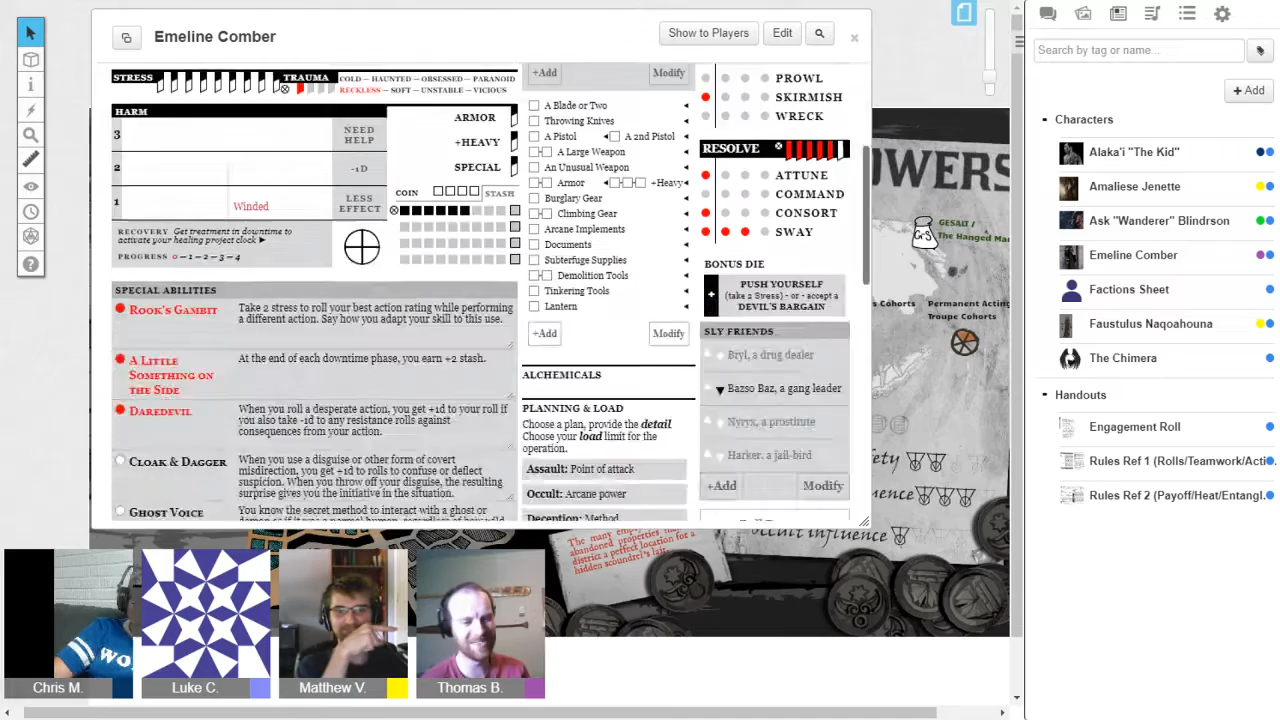 Emeline Comber
Show to Players
Edit
STRESS
TRAUMA
COLD — HAUNTED — OBSESSED — PARANOID
RECKLESS — SOFT — UNSTABLE — VICIOUS
HARM
3
NEED HELP
2
-1D
1
Winded
LESS EFFECT
ARMOR
+HEAVY
SPECIAL
COIN
STASH
RECOVERY Get treatment in downtime to
activate your healing project clock
PROGRESS 0 – 1 – 2 – 3 – 4
SPECIAL ABILITIES
ROOK'S GAMBIT
Take 2 stress to roll your best action rating while performing
a different action. Say how you adapt your skill to this use.
A LITTLE
SOMETHING ON
THE SIDE
At the end of each downtime phase, you earn +2 stash.
DAREDEVIL
When you roll a desperate action, you get +1d to your roll if
you also take -1d to any resistance rolls against
consequences from your action.
CLOAK & DAGGER
When you use a disguise or other form of covert
misdirection, you get +1d to rolls to confuse or deflect
suspicion. When you throw off your disguise, the resulting
surprise gives you the initiative in the situation.
GHOST VOICE
You know the secret method to interact with a ghost or
+Add
Modify
A Blade or Two
Throwing Knives
A Pistol
A 2nd Pistol
A Large Weapon
An Unusual Weapon
Armor
+Heavy
Burglary Gear
Climbing Gear
Arcane Implements
Documents
Subterfuge Supplies
Demolition Tools
Tinkering Tools
Lantern
+Add
Modify
ALCHEMICALS
PLANNING & LOAD
Choose a plan, provide the detail.
Choose your load limit for the
operation.
Assault: Point of attack
Occult: Arcane power
Deception: Method
PROWL
SKIRMISH
WRECK
RESOLVE
ATTUNE
COMMAND
CONSORT
SWAY
BONUS DIE
+
PUSH YOURSELF
(take 2 Stress) - or - accept a
DEVIL'S BARGAIN
SLY FRIENDS
Bryl, a drug dealer
Bazso Baz, a gang leader
Nyryx, a prostitute
Harker, a jail-bird
+Add
Modify
OWERS
GESALT /
The Hanged Man
G+S
Cohorts
Permanent Acting
Troupe Cohorts
occult influence
The many
abandoned properties
district a perfect location for a
hidden scoundrel's lair.
Search by tag or name...
+ Add
Characters
Alaka'i "The Kid"
Amaliese Jenette
Ask "Wanderer" Blindrson
Emeline Comber
Factions Sheet
Faustulus Naqoahouna
The Chimera
Handouts
Engagement Roll
Rules Ref 1 (Rolls/Teamwork/Acti...
Rules Ref 2 (Payoff/Heat/Entangl...
WO
Chris M.
Luke C.
Matthew V.
Thomas B.